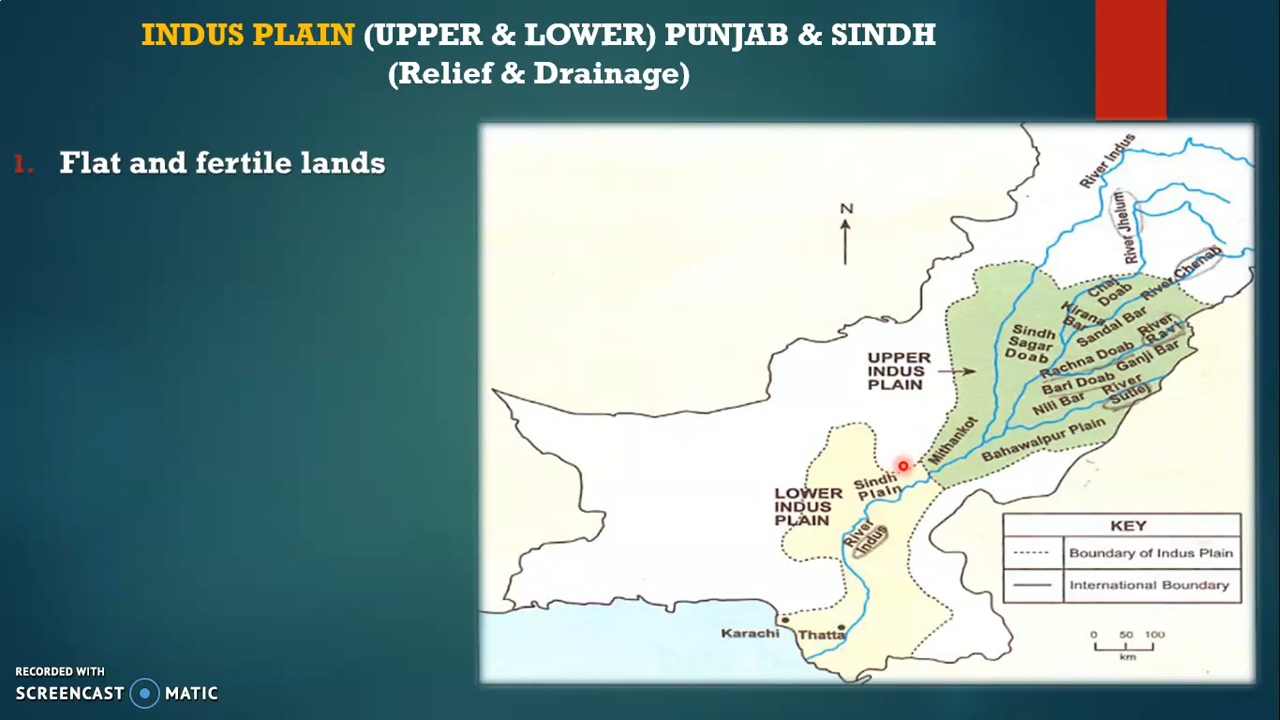 INDUS PLAIN (UPPER & LOWER) PUNJAB & SINDH
(Relief & Drainage)
1. Flat and fertile lands
River Indus
N
River Jhelum
River Chenab
Chaj
Doab
Kirana
Bar
Sandal Bar
River
Ravi
Sindh
Sagar
Doab
Rachna Doab
Ganji Bar
Bari Doab
River
Sutlej
Nili Bar
UPPER
INDUS
PLAIN
Mithankot
Bahawalpur Plain
Sindh
Plain
LOWER
INDUS
PLAIN
River
Indus
KEY
Boundary of Indus Plain
International Boundary
Karachi
Thatta
0 50 100
km
RECORDED WITH
SCREENCAST MATIC